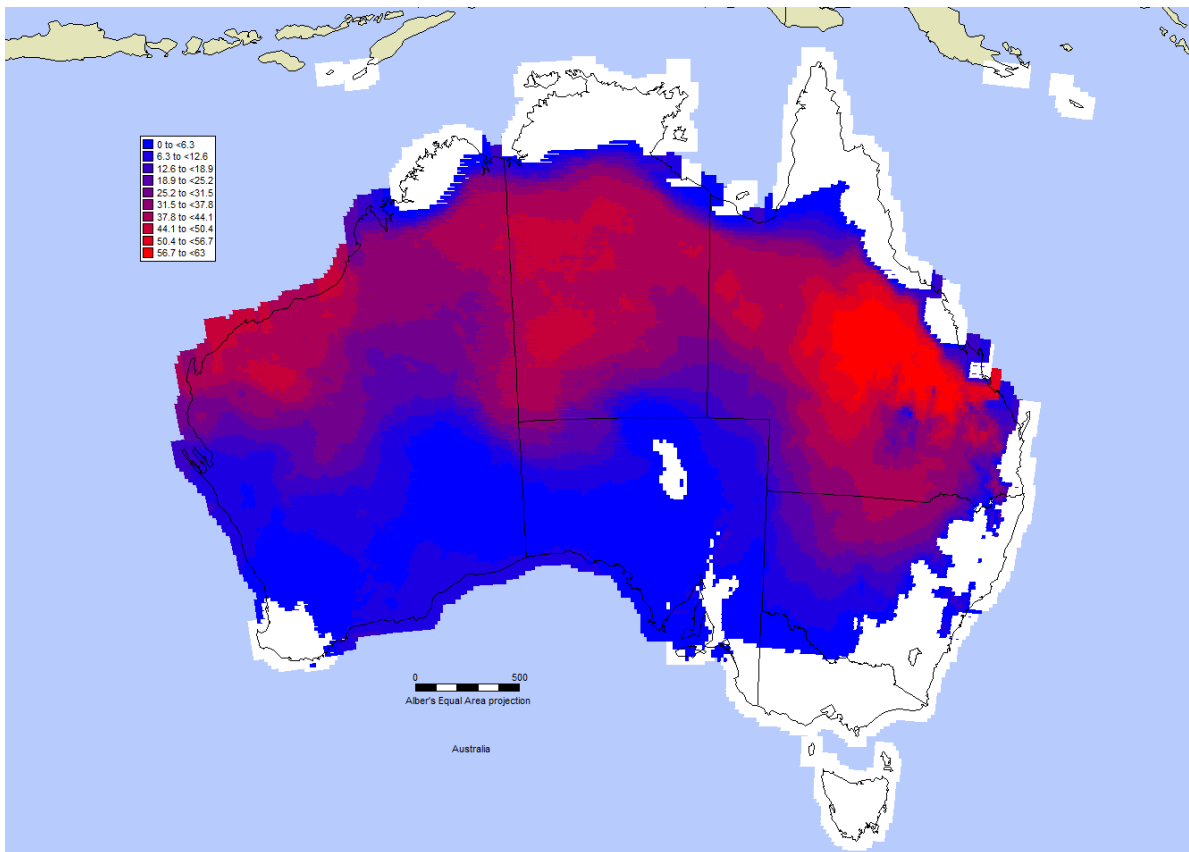 0 to <6.3
6.3 to <12.6
12.6 to <18.9
18.9 to <25.2
25.2 to <31.5
31.5 to <37.8
37.8 to <44.1
44.1 to <50.4
50.4 to <56.7
56.7 to <63
0 500
Alber's Equal Area projection
Australia